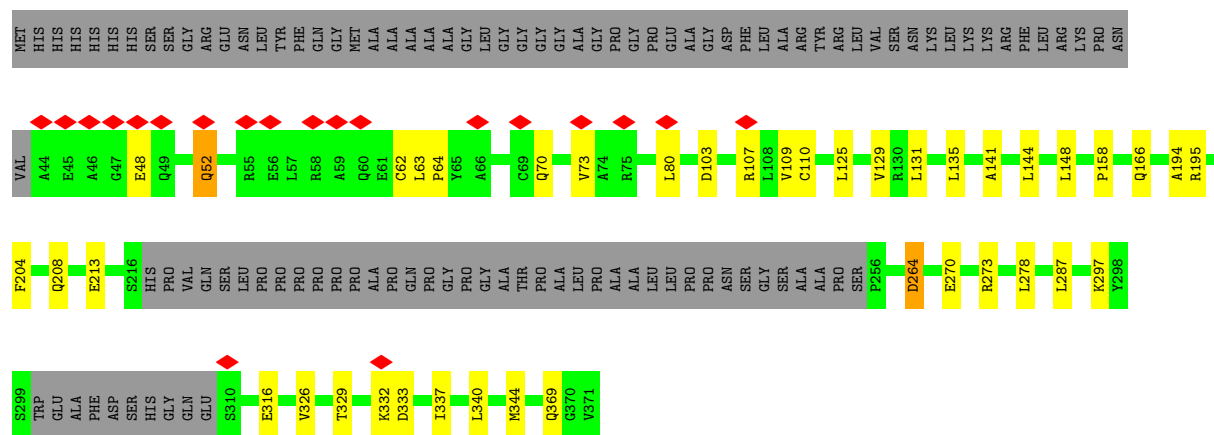 MET HIS HIS HIS HIS HIS HIS SER SER GLY ARG GLU ASN LEU TYR PHE GLN GLY MET ALA ALA ALA ALA ALA GLY LEU GLY GLY GLY GLY ALA GLY PRO GLY PRO GLU ALA GLY ASP PHE LEU ALA ARG TYR ARG LEU VAL SER ASN LYS LEU LYS LYS ARG PHE LEU ARG LYS PRO ASN
VAL A44 E45 A46 G47 E48 Q49 Q52 R55 E56 L57 R58 A59 Q60 E61 C62 L63 P64 Y65 A66 C69 Q70 V73 A74 R75 L80 D103 R107 L108 V109 C110 L125 V129 R130 L131 L135 A141 L144 L148 P158 Q166 A194 R195
F204 Q208 E213 S216 HIS PRO VAL GLN SER LEU PRO PRO PRO PRO PRO PRO ALA PRO GLN PRO GLY PRO GLY ALA THR PRO ALA LEU PRO ALA ALA LEU LEU PRO PRO ASN SER GLY SER ALA ALA PRO SER P256 D264 E270 R273 L278 L287 K297 Y298
S299 TRP GLU ALA PHE ASP SER HIS GLY GLN GLU S310 E316 V326 T329 K332 D333 I337 L340 M344 Q369 G370 V371